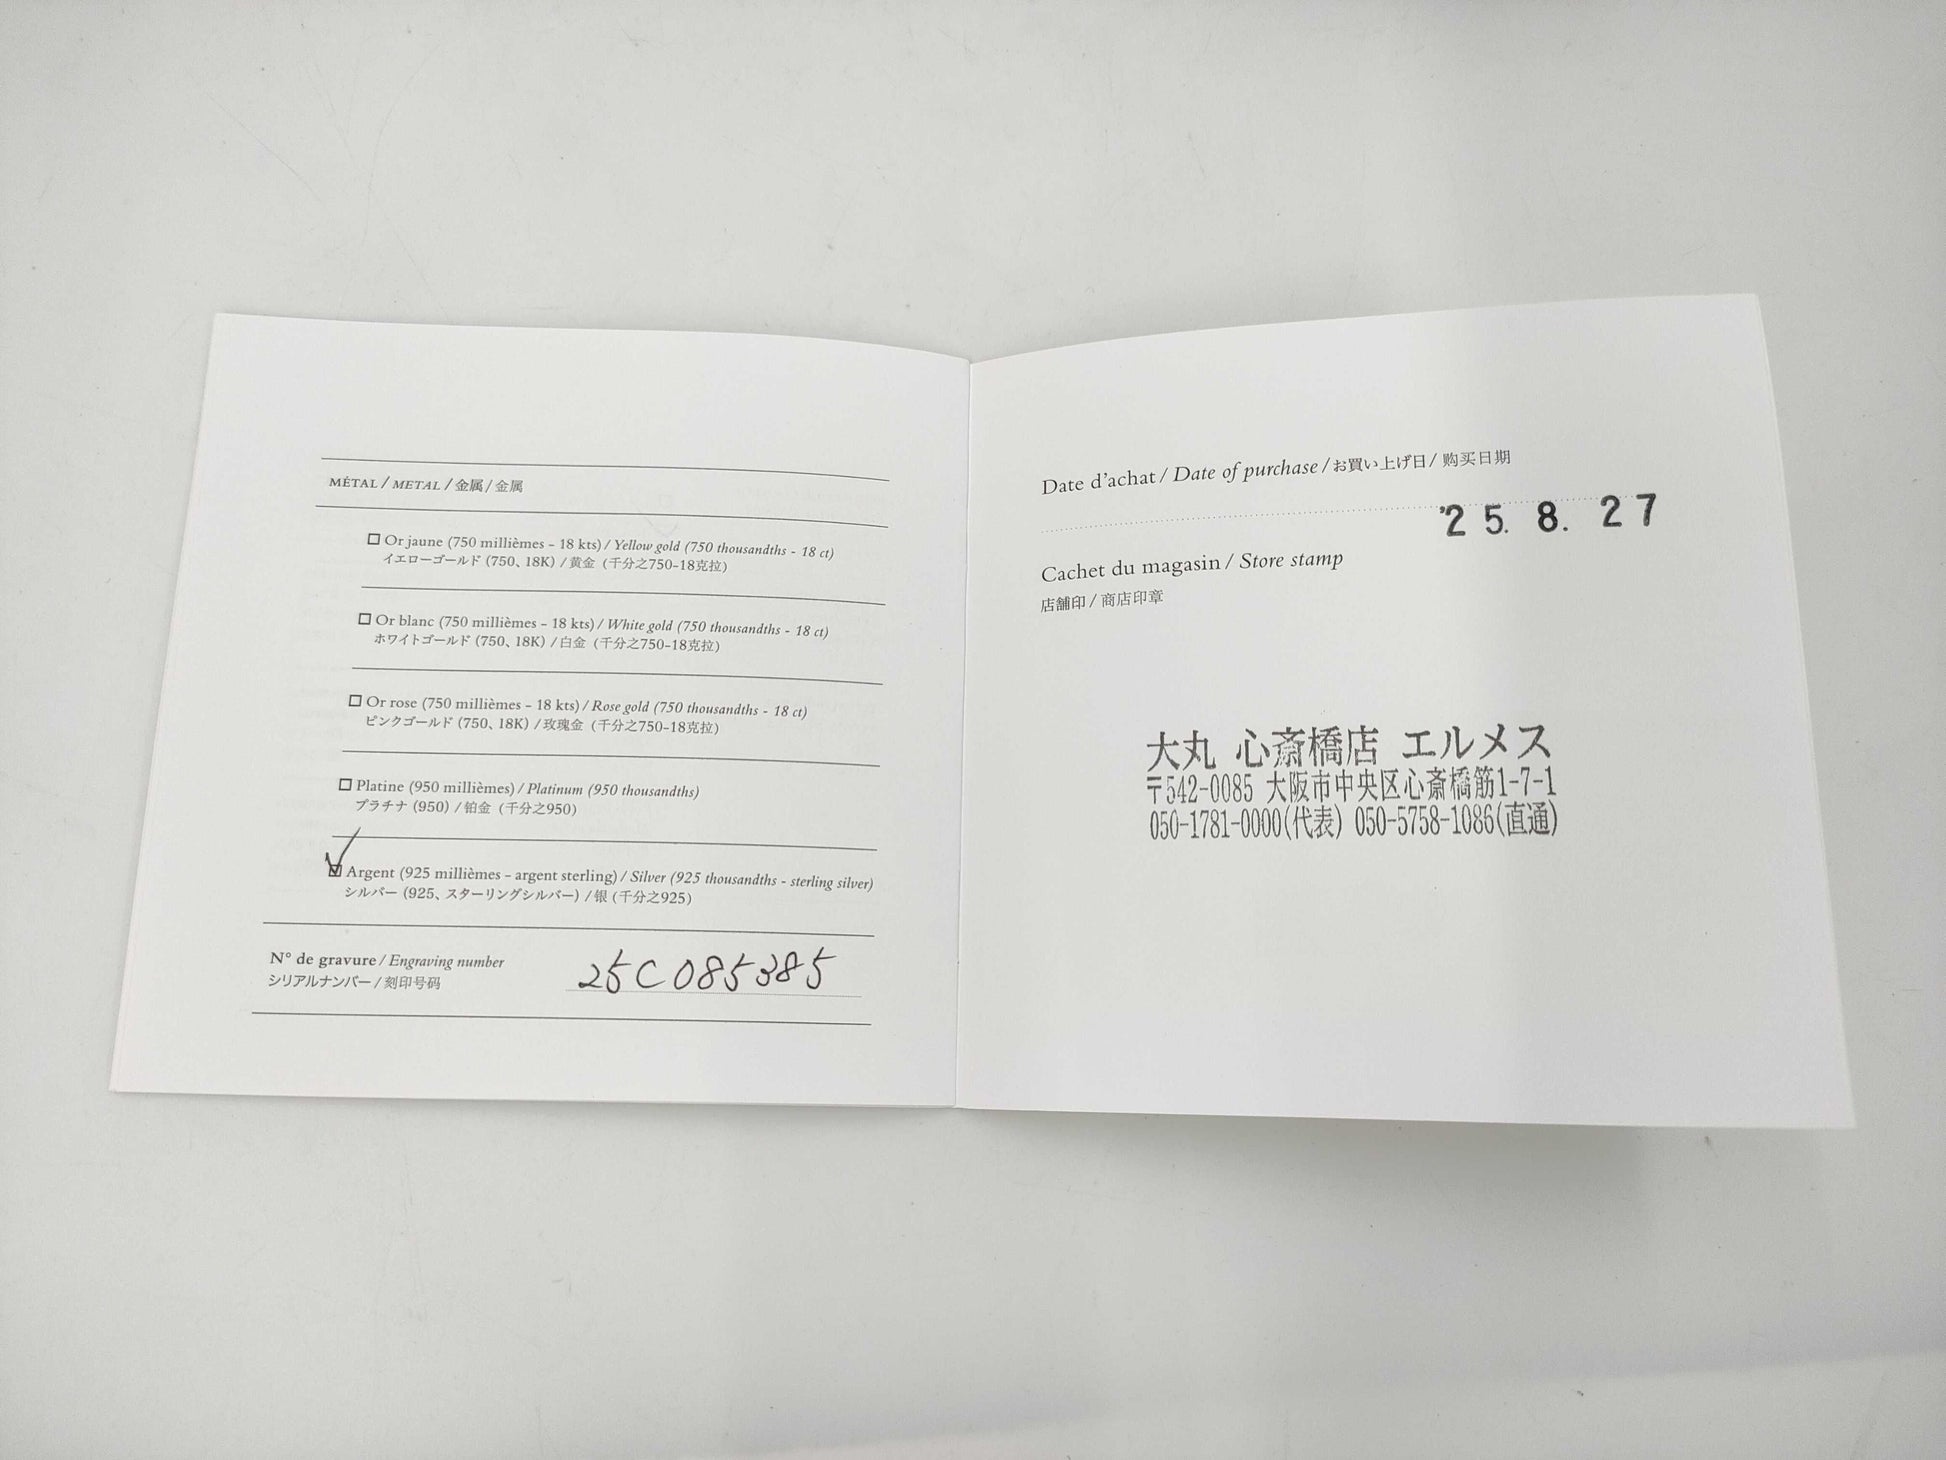 MÉTAL / METAL / 金属 / 金属
Or jaune (750 millièmes - 18 kts) / Yellow gold (750 thousandths - 18 ct)
イエローゴールド (750、18K) / 黄金 (千分之750-18克拉)
Or blanc (750 millièmes - 18 kts) / White gold (750 thousandths - 18 ct)
ホワイトゴールド (750、18K) / 白金 (千分之750-18克拉)
Or rose (750 millièmes - 18 kts) / Rose gold (750 thousandths - 18 ct)
ピンクゴールド (750、18K) / 玫瑰金 (千分之750-18克拉)
Platine (950 millièmes) / Platinum (950 thousandths)
プラチナ (950) / 铂金 (千分之950)
Argent (925 millièmes - argent sterling) / Silver (925 thousandths - sterling silver)
シルバー (925、スターリングシルバー) / 银 (千分之925)
N° de gravure / Engraving number
シリアルナンバー / 刻印号码
25C085385
Date d'achat / Date of purchase / お買い上げ日 / 购买日期
'25. 8. 27
Cachet du magasin / Store stamp
店舗印 / 商店印章
大丸 心斎橋店 エルメス
〒542-0085 大阪市中央区心斎橋筋1-7-1
050-1781-0000(代表) 050-5758-1086(直通)